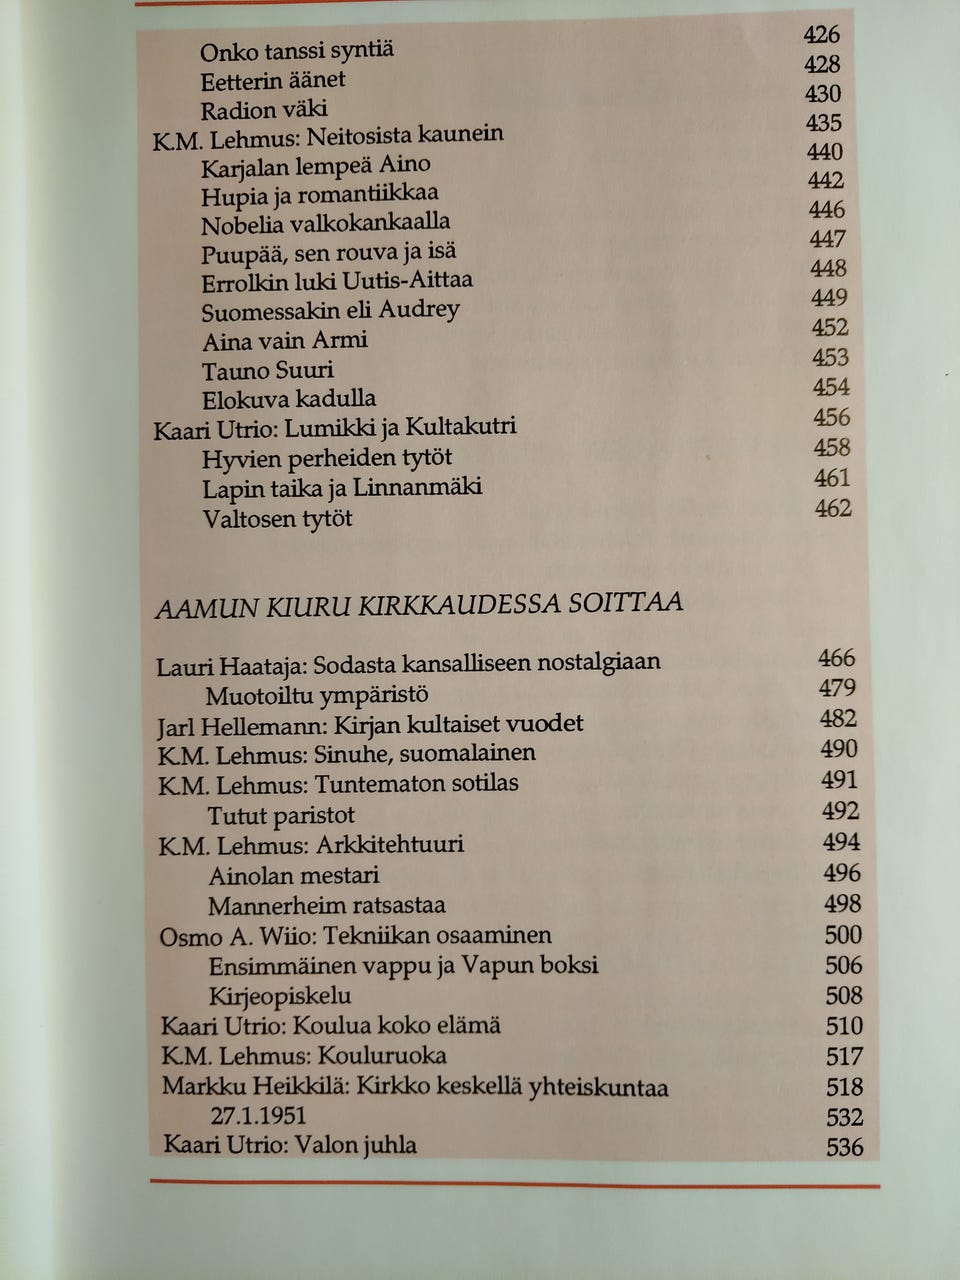 Onko tanssi syntiä 426
Eetterin äänet 428
Radion väki 430
K.M. Lehmus: Neitosista kaunein 435
Karjalan lempeä Aino 440
Hupia ja romantiikkaa 442
Nobelia valkokankaalla 446
Puupää, sen rouva ja isä 447
Errolkin luki Uutis-Aittaa 448
Suomessakin eli Audrey 449
Aina vain Armi 452
Tauno Suuri 453
Elokuva kadulla 454
Kaari Utrio: Lumikki ja Kultakutri 456
Hyvien perheiden tytöt 458
Lapin taika ja Linnanmäki 461
Valtosen tytöt 462
AAMUN KIURU KIRKKAUDESSA SOITTAA
Lauri Haataja: Sodasta kansalliseen nostalgiaan 466
Muotoiltu ympäristö 479
Jarl Hellemann: Kirjan kultaiset vuodet 482
K.M. Lehmus: Sinuhe, suomalainen 490
K.M. Lehmus: Tuntematon sotilas 491
Tutut paristot 492
K.M. Lehmus: Arkkitehtuuri 494
Ainolan mestari 496
Mannerheim ratsastaa 498
Osmo A. Wiio: Tekniikan osaaminen 500
Ensimmäinen vappu ja Vapun boksi 506
Kirjeopiskelu 508
Kaari Utrio: Koulua koko elämä 510
K.M. Lehmus: Kouluruoka 517
Markku Heikkilä: Kirkko keskellä yhteiskuntaa 518
27.1.1951 532
Kaari Utrio: Valon juhla 536